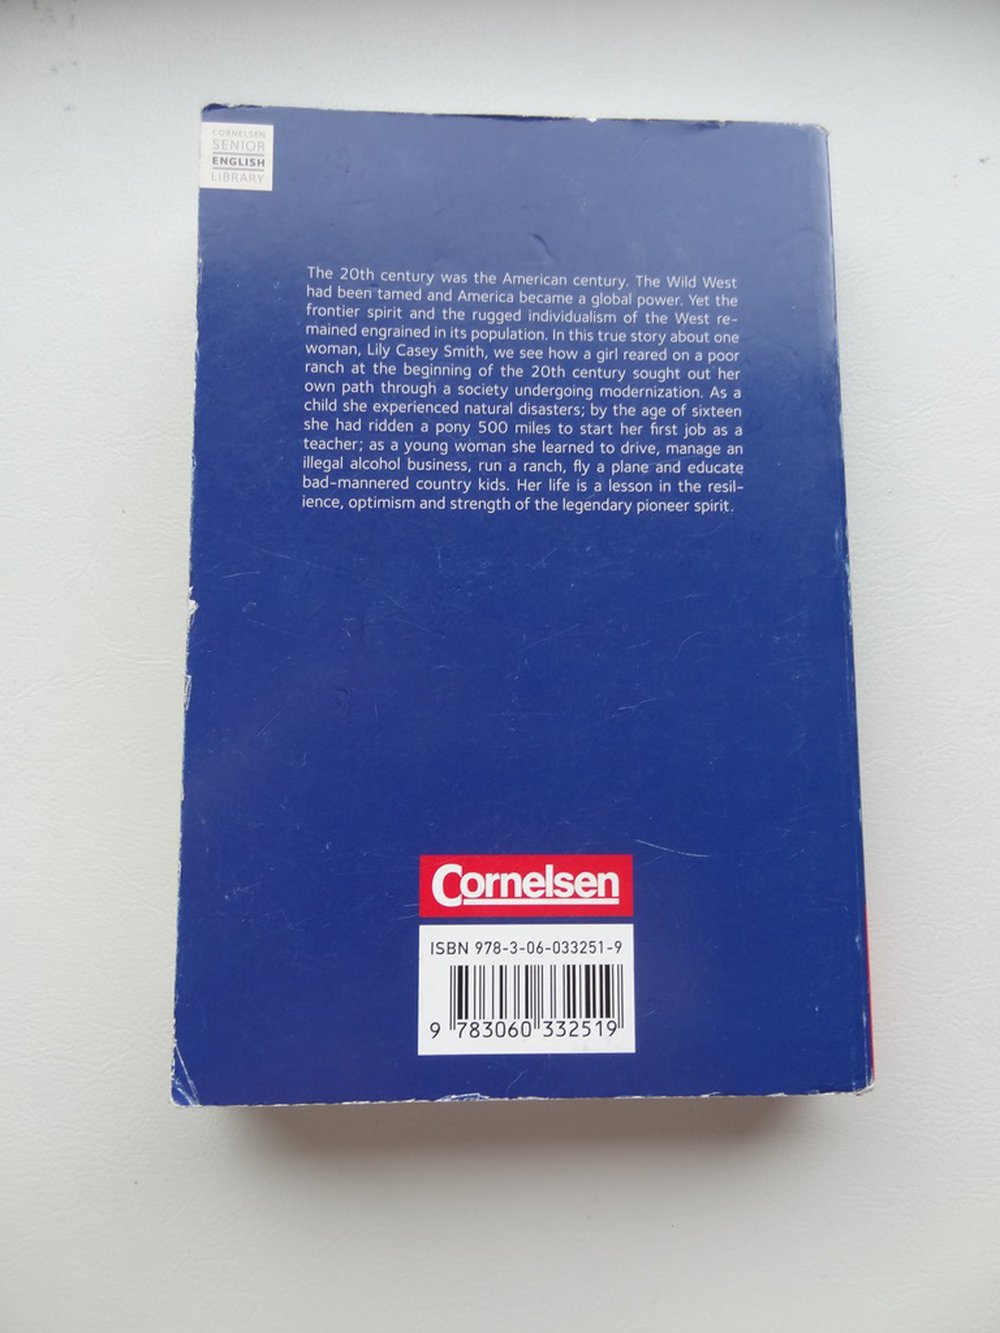 CORNELSEN
SENIOR
ENGLISH
LIBRARY
The 20th century was the American century. The Wild West
had been tamed and America became a global power. Yet the
frontier spirit and the rugged individualism of the West re-
mained engrained in its population. In this true story about one
woman, Lily Casey Smith, we see how a girl reared on a poor
ranch at the beginning of the 20th century sought out her
own path through a society undergoing modernization. As a
child she experienced natural disasters; by the age of sixteen
she had ridden a pony 500 miles to start her first job as a
teacher; as a young woman she learned to drive, manage an
illegal alcohol business, run a ranch, fly a plane and educate
bad-mannered country kids. Her life is a lesson in the resil-
ience, optimism and strength of the legendary pioneer spirit.
Cornelsen
ISBN 978-3-06-033251-9
9 783060 332519